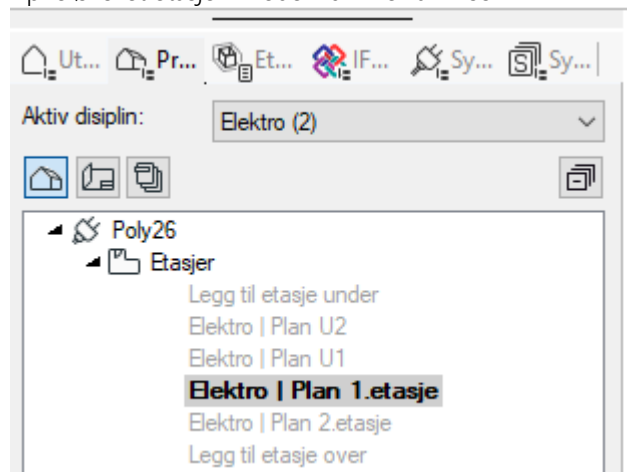 Ut... Pr... Et... IF... Sy... Sy...
Aktiv disiplin: Elektro (2)
Poly26
Etasjer
Legg til etasje under
Elektro | Plan U2
Elektro | Plan U1
Elektro | Plan 1.etasje
Elektro | Plan 2.etasje
Legg til etasje over